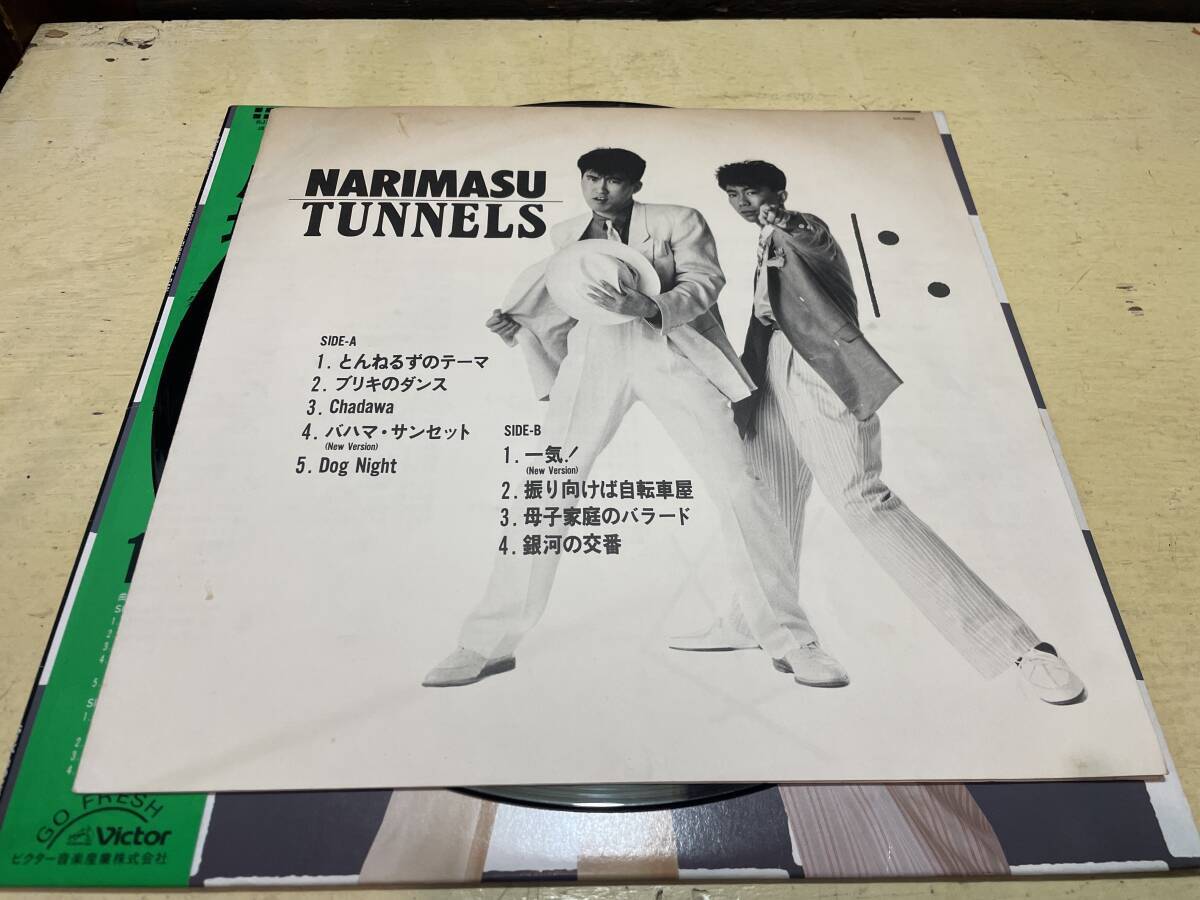 NARIMASU
TUNNELS
SIDE-A
1. とんねるずのテーマ
2. ブリキのダンス
3. Chadawa
4. バハマ・サンセット
(New Version)
5. Dog Night
SIDE-B
1. 一気!
(New Version)
2. 振り向けば自転車屋
3. 母子家庭のバラード
4. 銀河の交番
GO FRESH
Victor
ビクター音楽産業株式会社